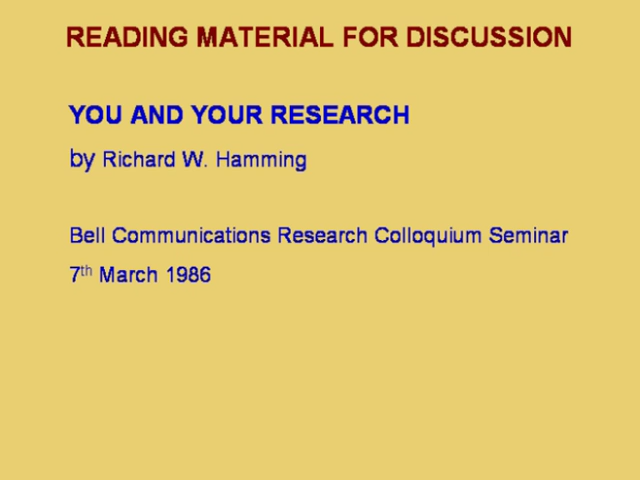 READING MATERIAL FOR DISCUSSION
YOU AND YOUR RESEARCH
by Richard W. Hamming
Bell Communications Research Colloquium Seminar
7th March 1986